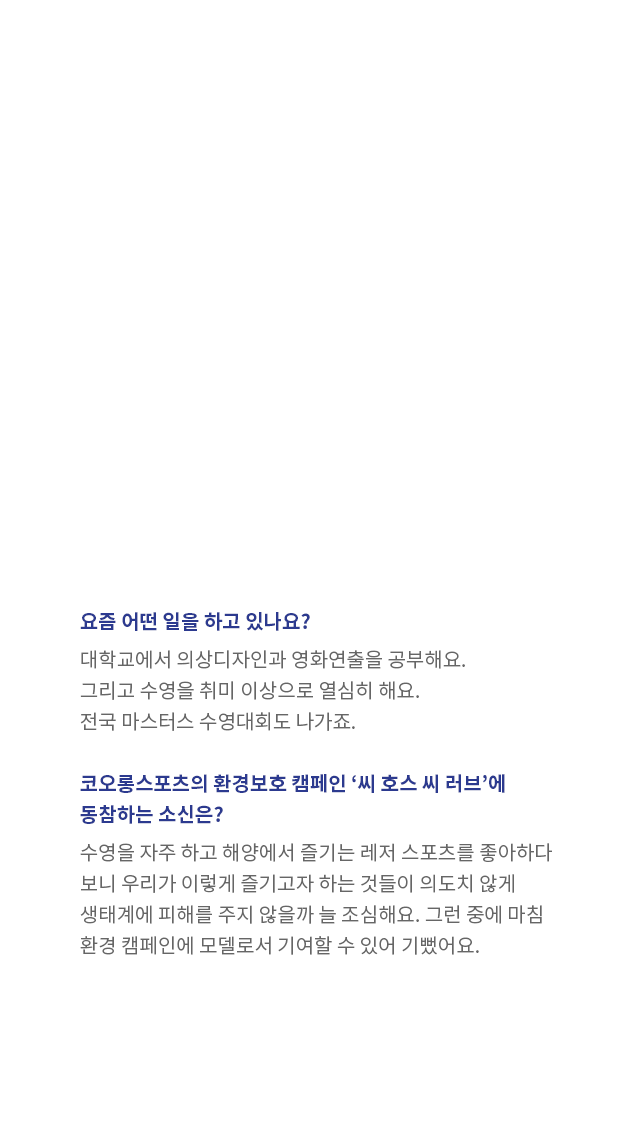 요즘 어떤 일을 하고 있나요?
대학교에서 의상디자인과 영화연출을 공부해요.
그리고 수영을 취미 이상으로 열심히 해요.
전국 마스터스 수영대회도 나가죠.
코오롱스포츠의 환경보호 캠페인 ‘씨 호스 씨 러브’에
동참하는 소신은?
수영을 자주 하고 해양에서 즐기는 레저 스포츠를 좋아하다
보니 우리가 이렇게 즐기고자 하는 것들이 의도치 않게
생태계에 피해를 주지 않을까 늘 조심해요. 그런 중에 마침
환경 캠페인에 모델로서 기여할 수 있어 기뻤어요.